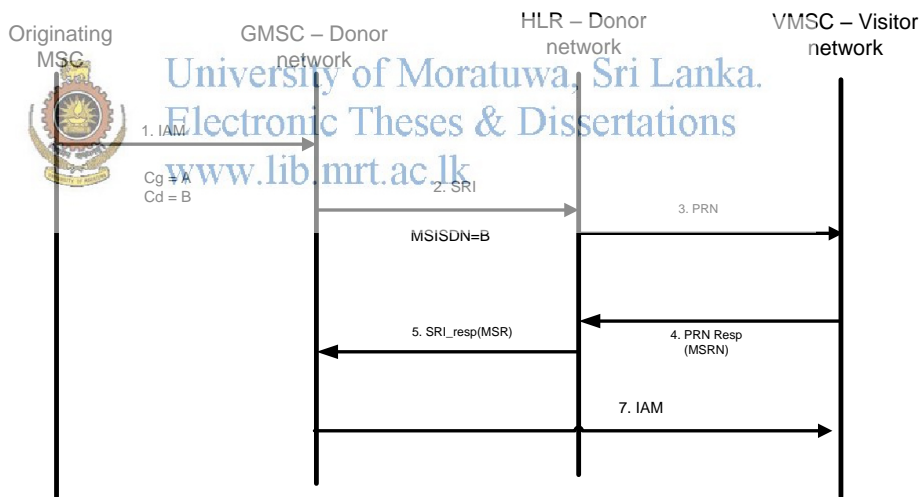 Originating
MSC
GMSC – Donor
network
HLR – Donor
network
VMSC – Visitor
network
University of Moratuwa, Sri Lanka.
Electronic Theses & Dissertations
www.lib.mrt.ac.lk
1. IAM
Cg = A
Cd = B
2. SRI
MSISDN=B
3. PRN
4. PRN Resp
(MSRN)
5. SRI_resp(MSR)
7. IAM